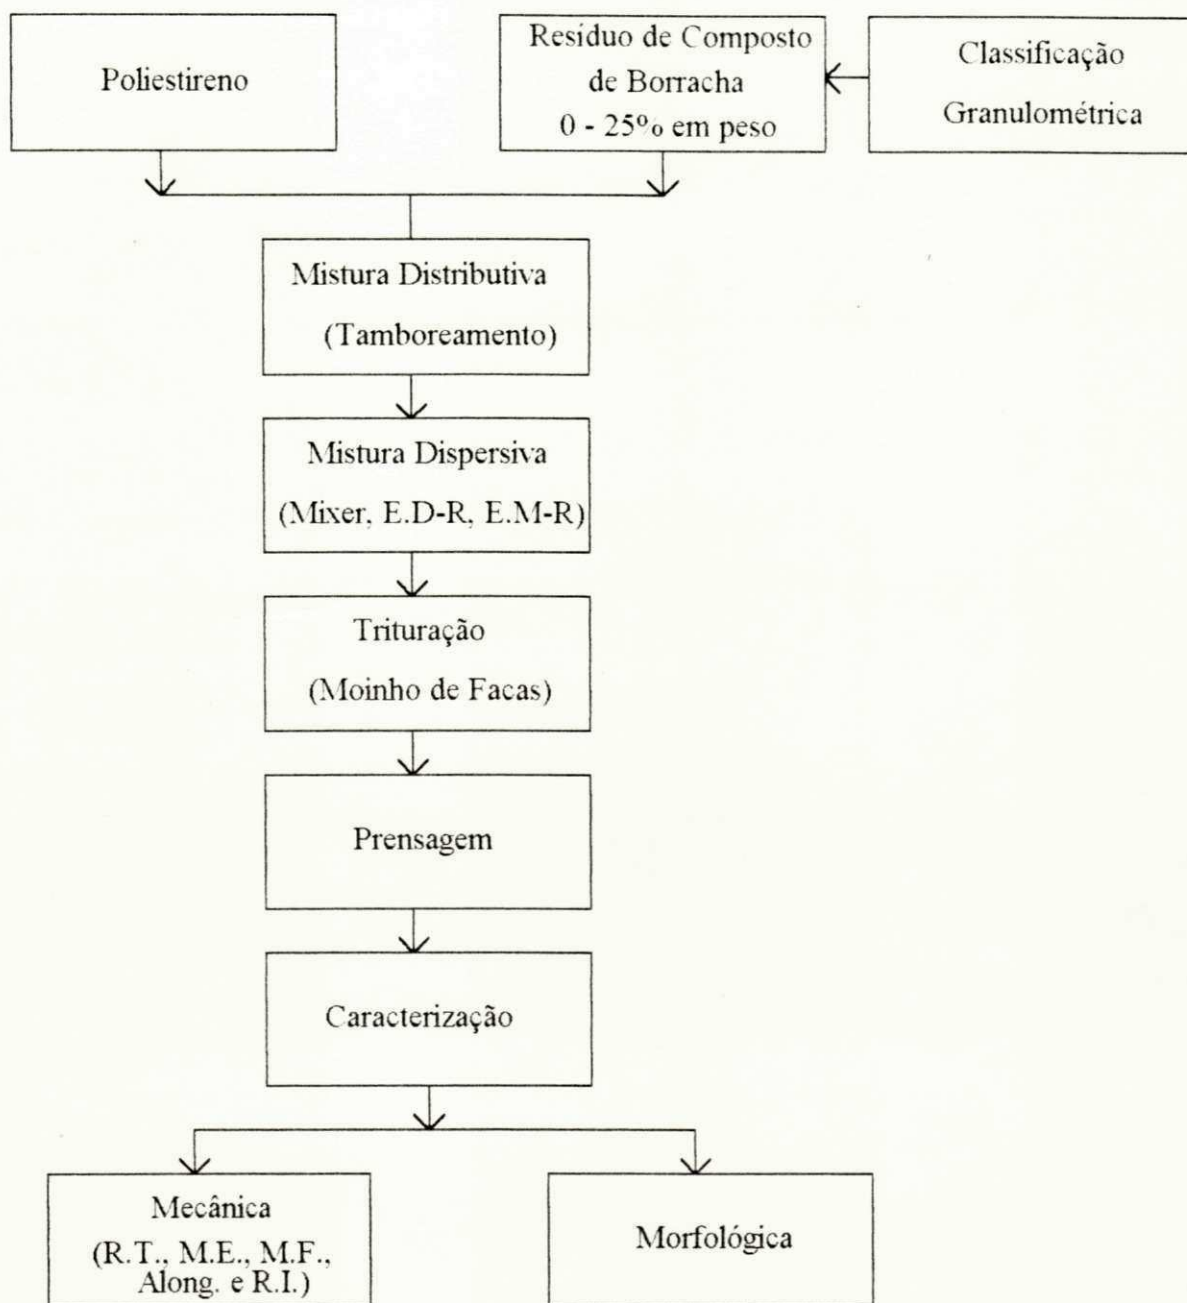 Poliestireno
Resíduo de Composto
de Borracha
0 - 25% em peso
Classificação
Granulométrica
Mistura Distributiva
(Tamboreamento)
Mistura Dispersiva
(Mixer, E.D-R, E.M-R)
Trituração
(Moinho de Facas)
Prensagem
Caracterização
Mecânica
(R.T., M.E., M.F.,
Along. e R.I.)
Morfológica